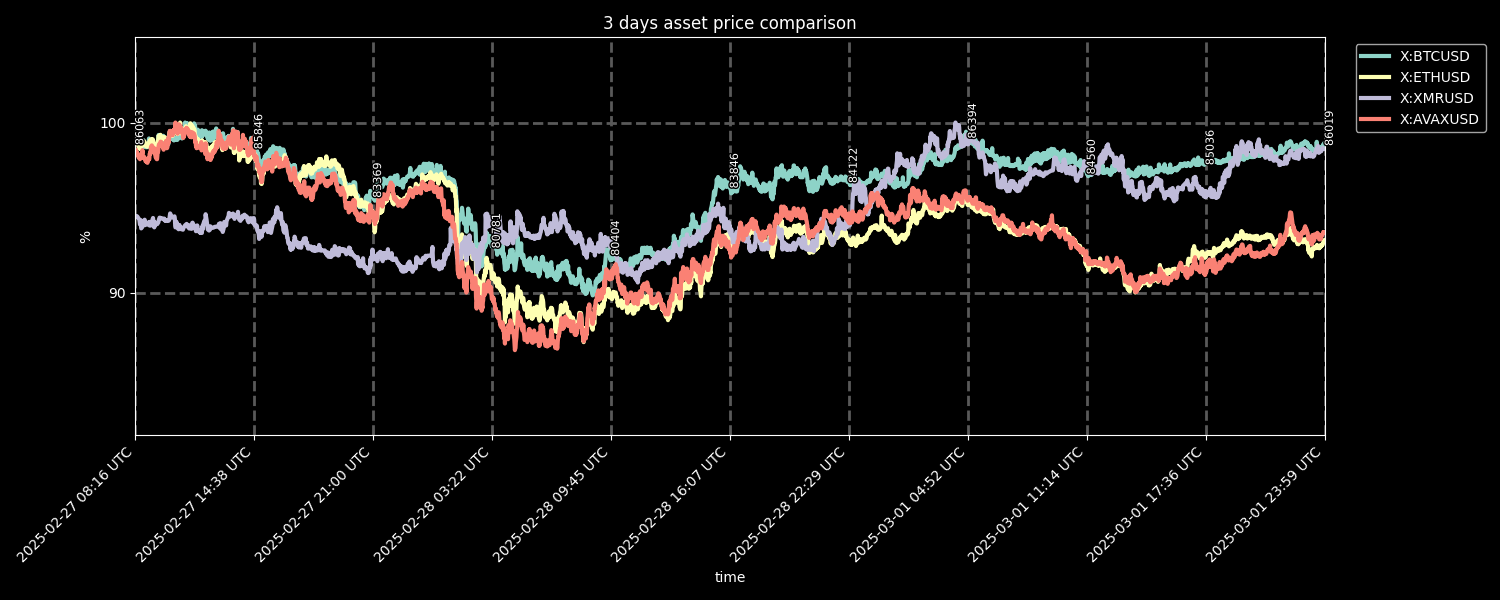 3 days asset price comparison
X:BTCUSD
X:ETHUSD
X:XMRUSD
X:AVAXUSD
100
90
%
86063
85846
83369
80781
80404
83846
84122
86394
84560
85036
86019
2025-02-27 08:16 UTC
2025-02-27 14:38 UTC
2025-02-27 21:00 UTC
2025-02-28 03:22 UTC
2025-02-28 09:45 UTC
2025-02-28 16:07 UTC
2025-02-28 22:29 UTC
2025-03-01 04:52 UTC
2025-03-01 11:14 UTC
2025-03-01 17:36 UTC
2025-03-01 23:59 UTC
time